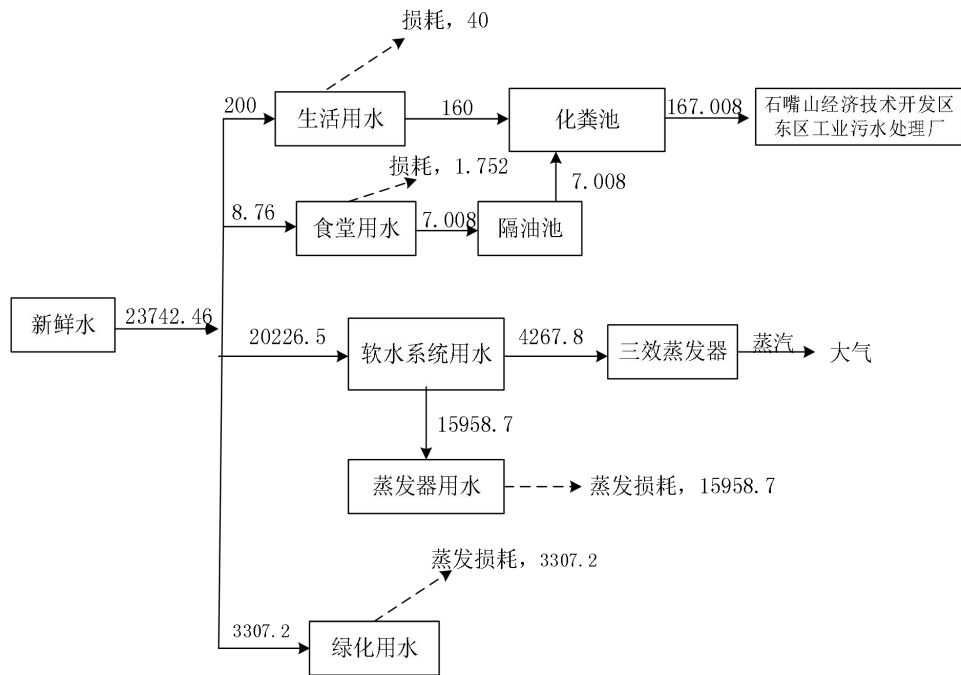 损耗，40
200
生活用水
160
化粪池
167.008
石嘴山经济技术开发区
东区工业污水处理厂
损耗，1.752
7.008
8.76
食堂用水
7.008
隔油池
新鲜水
23742.46
20226.5
软水系统用水
4267.8
三效蒸发器
蒸汽
大气
15958.7
蒸发器用水
蒸发损耗，15958.7
蒸发损耗，3307.2
3307.2
绿化用水